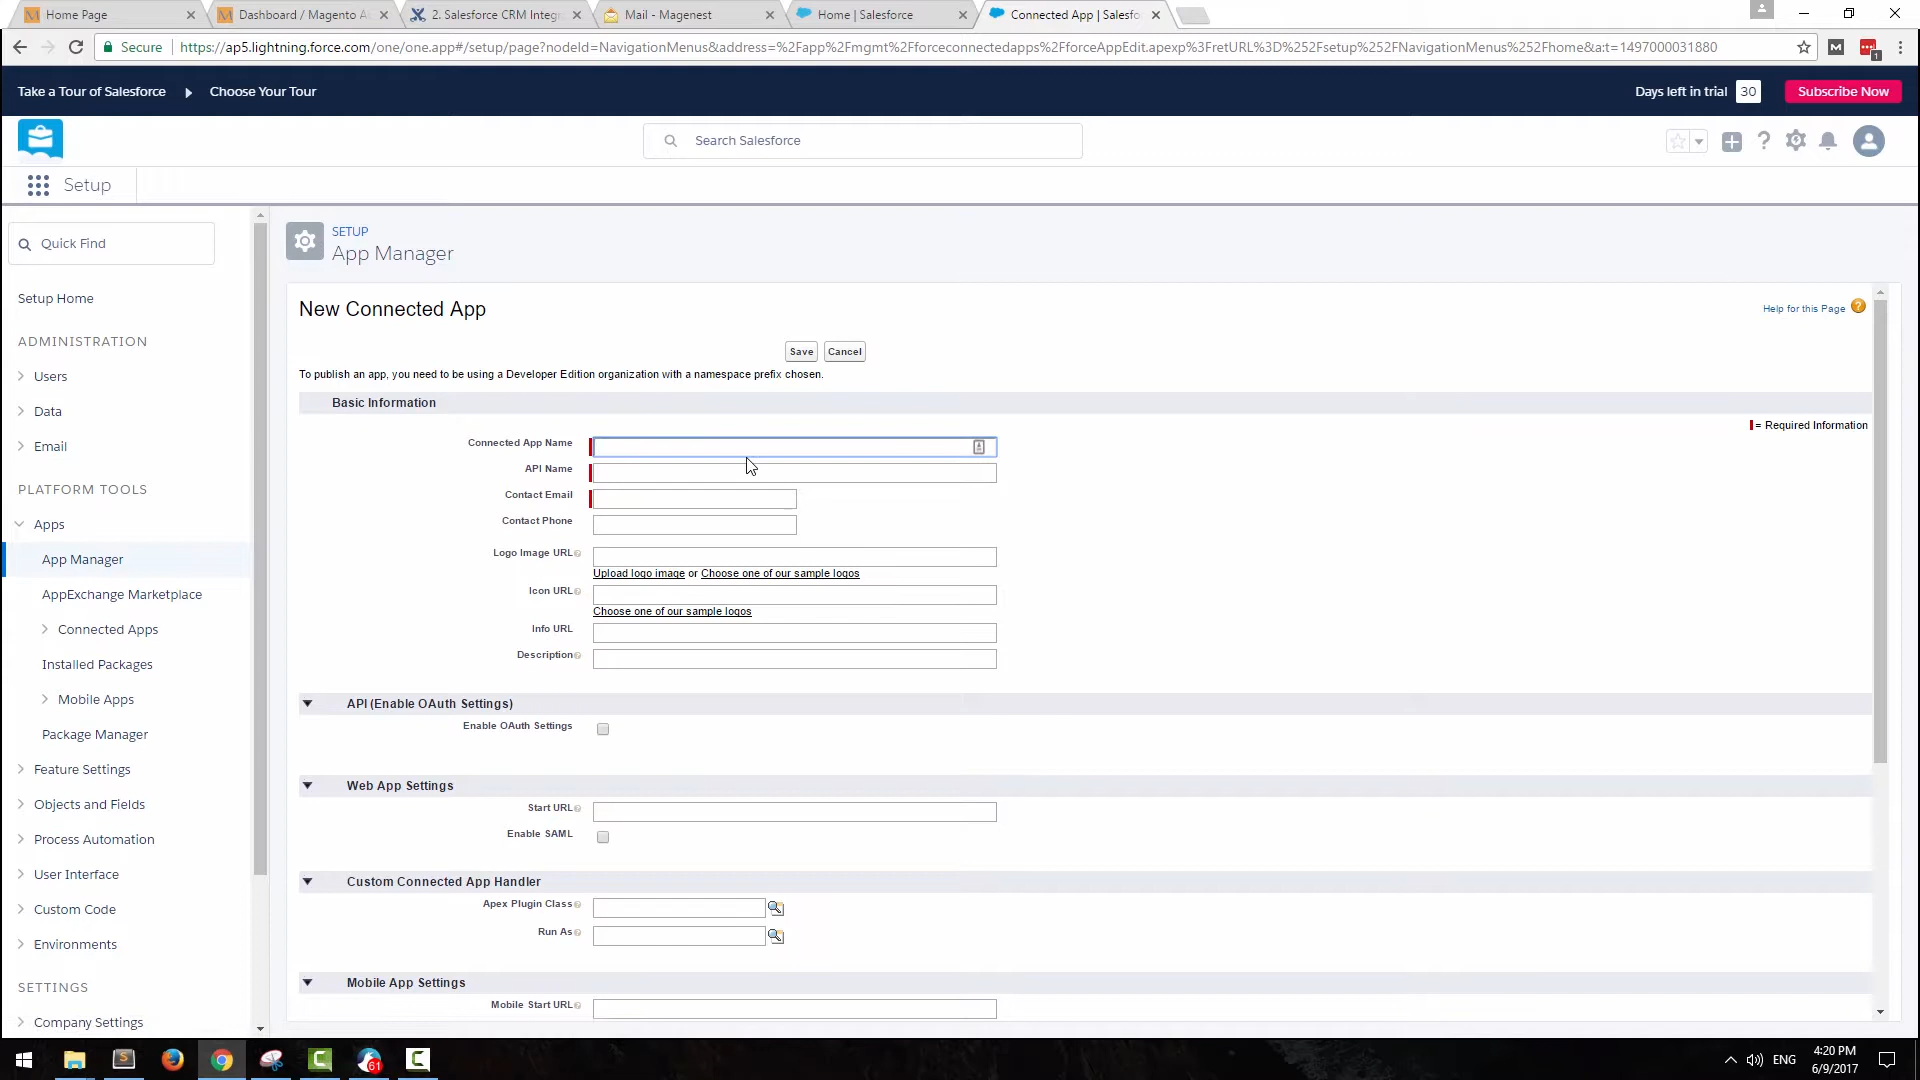 Home Page
Dashboard / Magento A
2. Salesforce CRM Integ
Mail - Magenest
Home | Salesforce
Connected App | Salesfo
Secure
https://ap5.lightning.force.com/one/one.app#/setup/page?nodeId=NavigationMenus&address=%2Fapp%2Fmgmt%2Fforceconnectedapps%2FforceAppEdit.apexp%3FretURL%3D%252Fsetup%252FNavigationMenus%252Fhome&a:t=1497000031880
Take a Tour of Salesforce
Choose Your Tour
Days left in trial 30
Subscribe Now
Search Salesforce
Setup
Quick Find
Setup Home
ADMINISTRATION
Users
Data
Email
PLATFORM TOOLS
Apps
App Manager
AppExchange Marketplace
Connected Apps
Installed Packages
Mobile Apps
Package Manager
Feature Settings
Objects and Fields
Process Automation
User Interface
Custom Code
Environments
SETTINGS
Company Settings
SETUP
App Manager
New Connected App
Help for this Page
Save Cancel
To publish an app, you need to be using a Developer Edition organization with a namespace prefix chosen.
Basic Information
= Required Information
Connected App Name
API Name
Contact Email
Contact Phone
Logo Image URL
Upload logo image or Choose one of our sample logos
Icon URL
Choose one of our sample logos
Info URL
Description
API (Enable OAuth Settings)
Enable OAuth Settings
Web App Settings
Start URL
Enable SAML
Custom Connected App Handler
Apex Plugin Class
Run As
Mobile App Settings
Mobile Start URL
61
ENG
4:20 PM
6/9/2017